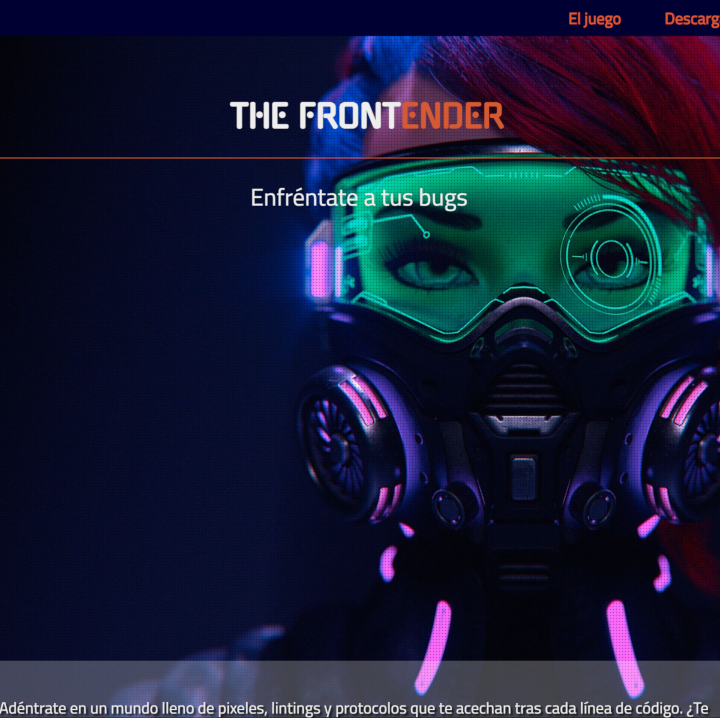 El juego Descarg
THE FRONTENDER
Enfréntate a tus bugs
Adéntrate en un mundo lleno de pixeles, lintings y protocolos que te acechan tras cada línea de código. ¿Te